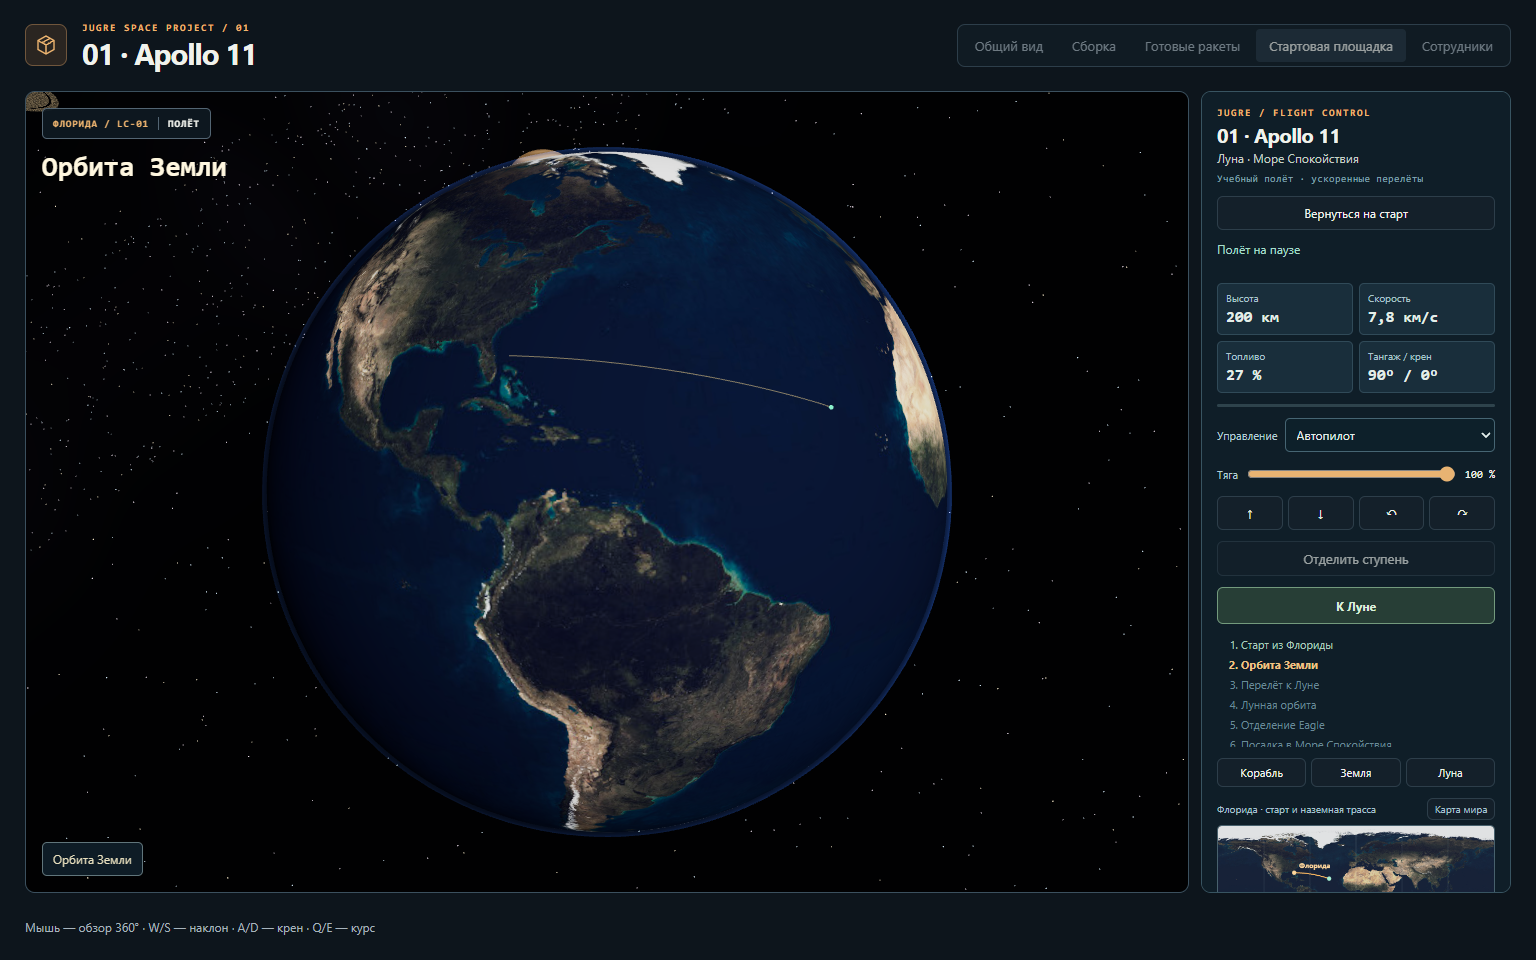 JUGRE SPACE PROJECT / 01
01 · Apollo 11
Общий вид
Сборка
Готовые ракеты
Стартовая площадка
Сотрудники
ФЛОРИДА / LC-01
ПОЛЁТ
Орбита Земли
Орбита Земли
JUGRE / FLIGHT CONTROL
01 · Apollo 11
Луна · Море Спокойствия
Учебный полёт · ускоренные перелёты
Вернуться на старт
Полёт на паузе
Высота
200 км
Скорость
7,8 км/с
Топливо
27 %
Тангаж / крен
90° / 0°
Управление
Автопилот
Тяга
100 %
↑
↓
↶
↷
Отделить ступень
К Луне
1. Старт из Флориды
2. Орбита Земли
3. Перелёт к Луне
4. Лунная орбита
5. Отделение Eagle
6. Посадка в Море Спокойствия
Корабль
Земля
Луна
Флорида · старт и наземная трасса
Карта мира
Флорида
Мышь — обзор 360° · W/S — наклон · A/D — крен · Q/E — курс